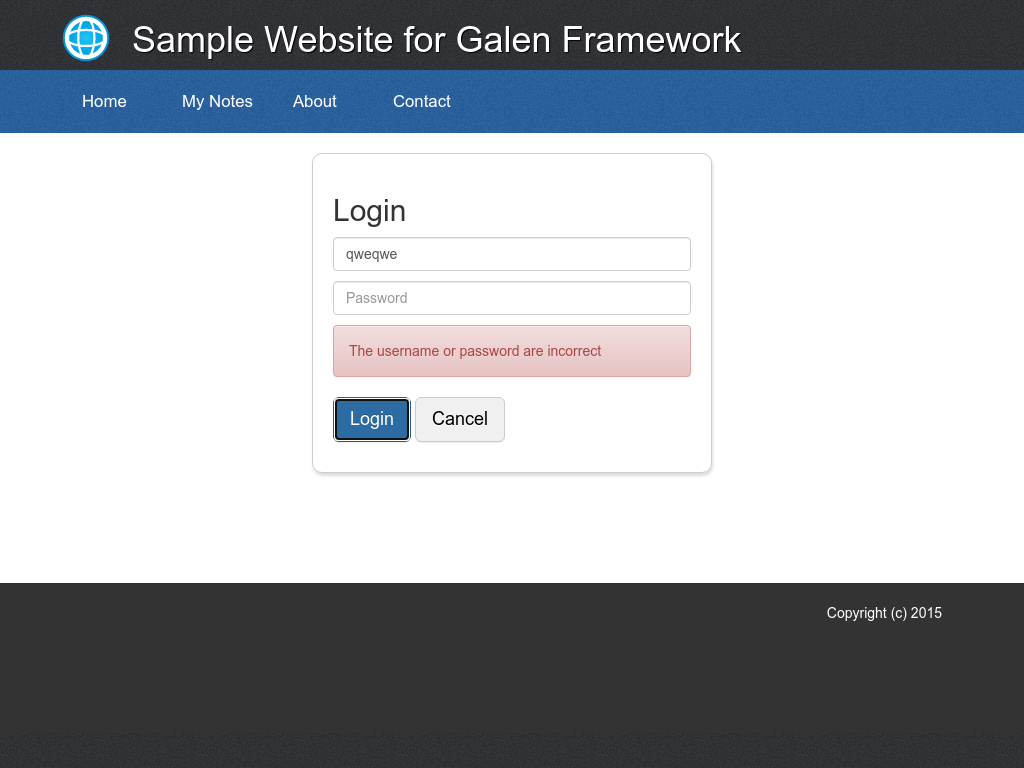 Sample Website for Galen Framework
Home My Notes About Contact
Login
qweqwe
Password
The username or password are incorrect
Login Cancel
Copyright (c) 2015